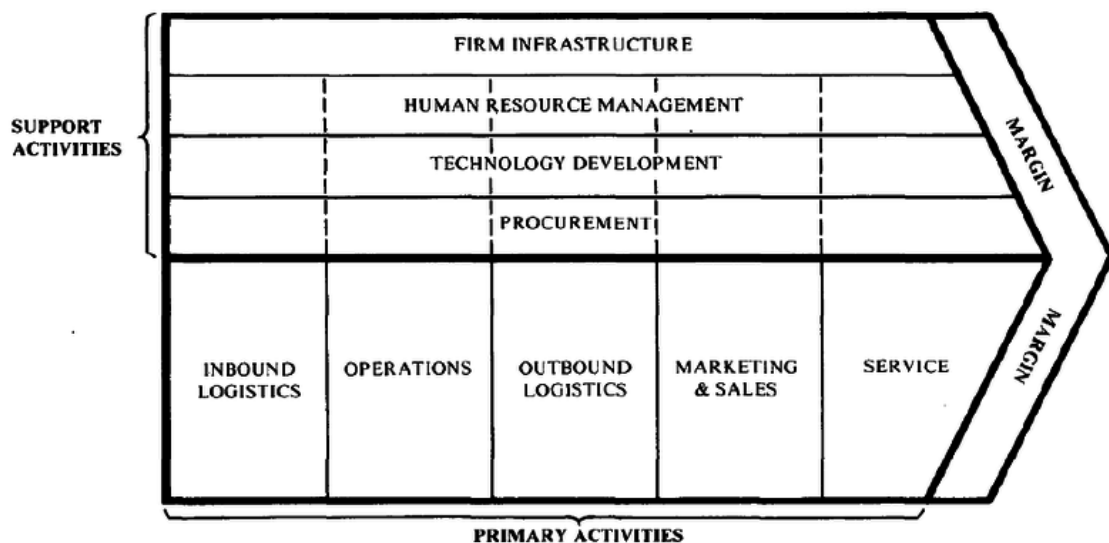 FIRM INFRASTRUCTURE
HUMAN RESOURCE MANAGEMENT
SUPPORT
ACTIVITIES
TECHNOLOGY DEVELOPMENT
PROCUREMENT
MARGIN
MARGIN
INBOUND
LOGISTICS
OPERATIONS
OUTBOUND
LOGISTICS
MARKETING
& SALES
SERVICE
PRIMARY ACTIVITIES